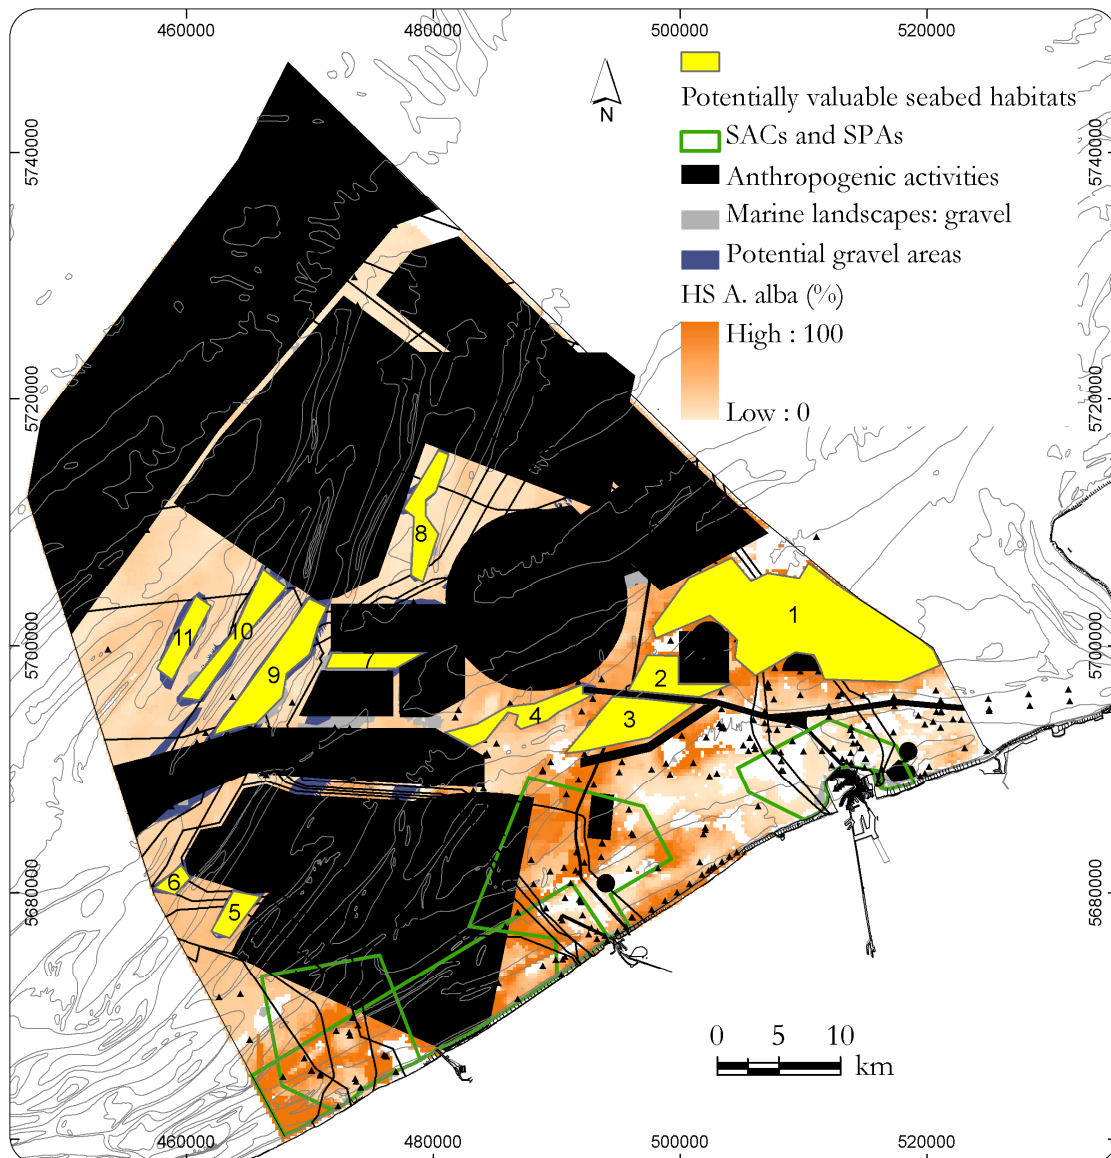 460000
480000
500000
520000
N
Potentially valuable seabed habitats
SACs and SPAs
Anthropogenic activities
Marine landscapes: gravel
Potential gravel areas
HS A. alba (%)
High : 100
Low : 0
5740000
5740000
5720000
5720000
5700000
5700000
5680000
5680000
8
1
11
10
9
7
2
4
3
6
5
0 5 10
km
460000
480000
500000
520000